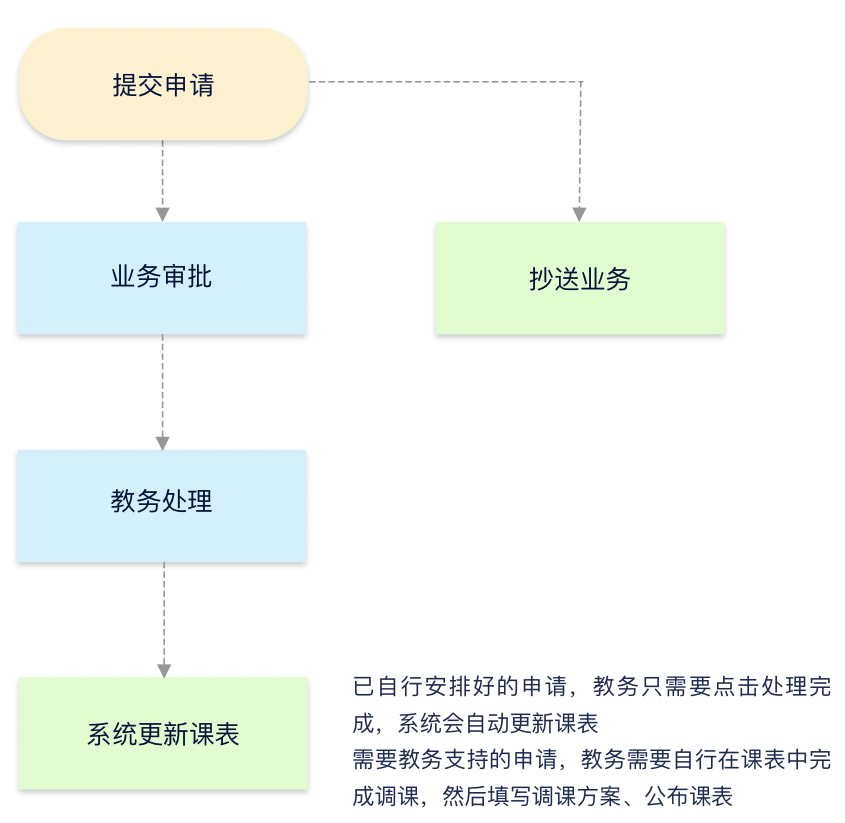 提交申请
业务审批
抄送业务
教务处理
系统更新课表
已自行安排好的申请，教务只需要点击处理完
成，系统会自动更新课表
需要教务支持的申请，教务需要自行在课表中完
成调课，然后填写调课方案、公布课表